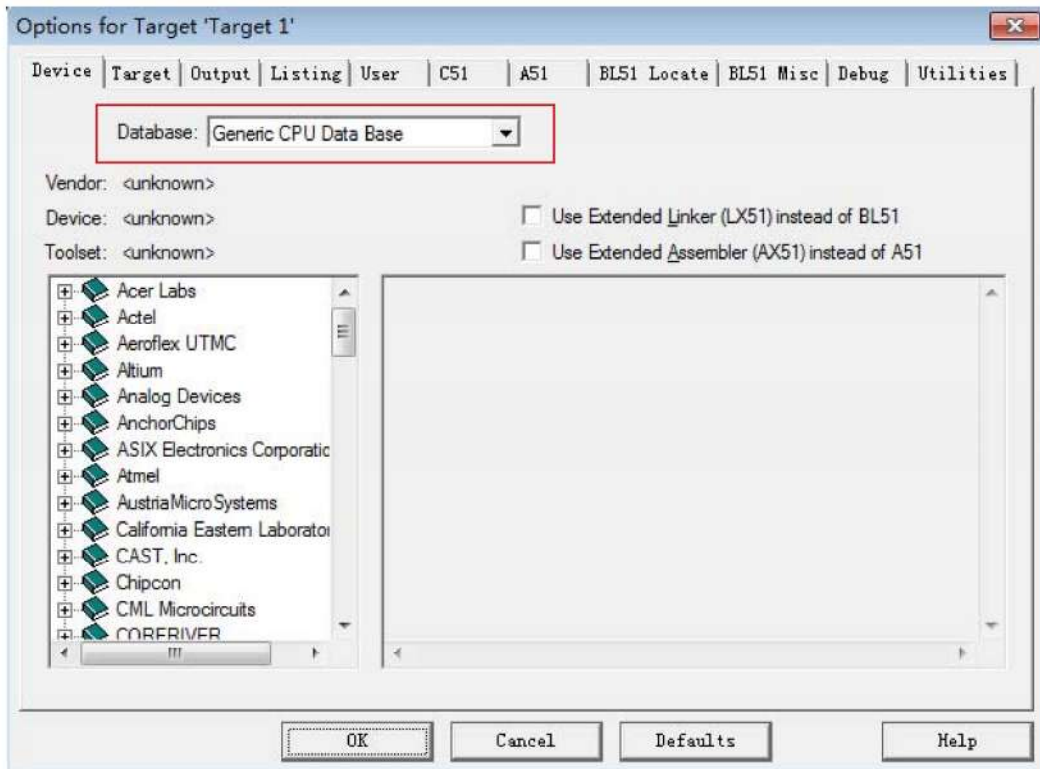 Options for Target 'Target 1'
Device Target Output Listing User C51 A51 BL51 Locate BL51 Misc Debug Utilities
Database: Generic CPU Data Base
Vendor: <unknown>
Device: <unknown>
Use Extended Linker (LX51) instead of BL51
Toolset: <unknown>
Use Extended Assembler (AX51) instead of A51
Acer Labs
Actel
Aeroflex UTMC
Altium
Analog Devices
AnchorChips
ASIX Electronics Corporatic
Atmel
AustriaMicroSystems
California Eastern Laborator
CAST, Inc.
Chipcon
CML Microcircuits
CORERIVER
OK Cancel Defaults Help